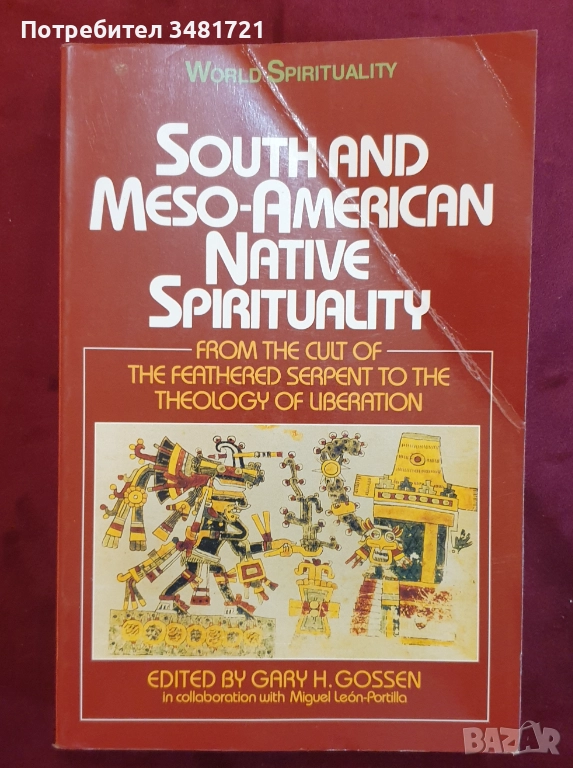 Потребител 3481721
WORLD SPIRITUALITY
SOUTH AND
MESO-AMERICAN
NATIVE
SPIRITUALITY
FROM THE CULT OF
THE FEATHERED SERPENT TO THE
THEOLOGY OF LIBERATION
EDITED BY GARY H. GOSSEN
in collaboration with Miguel León-Portilla
BAZAR